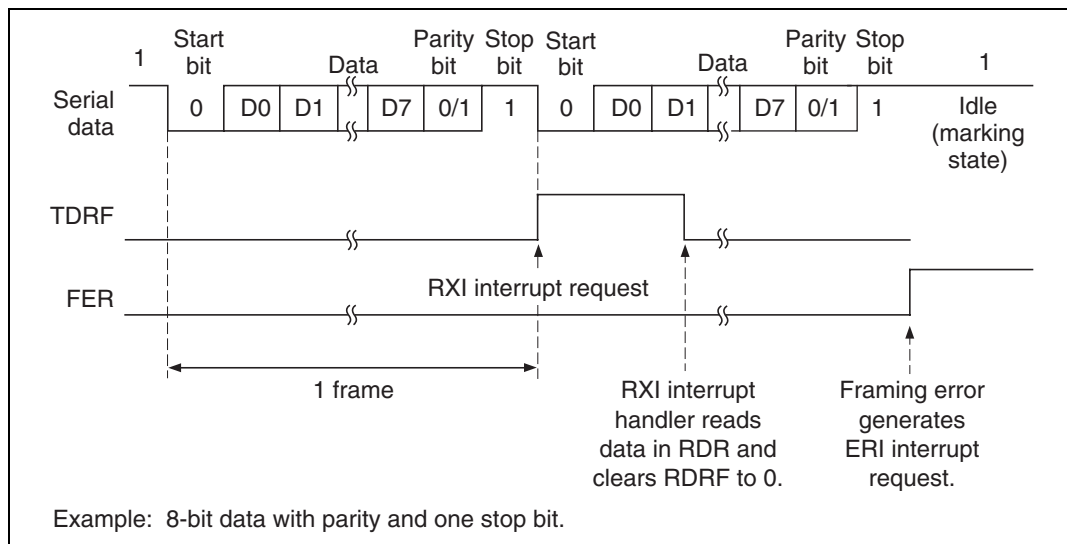 1 Start bit Data Parity bit Stop bit Start bit Data Parity bit Stop bit 1
Serial data 0 D0 D1 D7 0/1 1 0 D0 D1 D7 0/1 1 Idle (marking state)
TDRF
RXI interrupt request
FER
1 frame
RXI interrupt handler reads data in RDR and clears RDRF to 0.
Framing error generates ERI interrupt request.
Example: 8-bit data with parity and one stop bit.